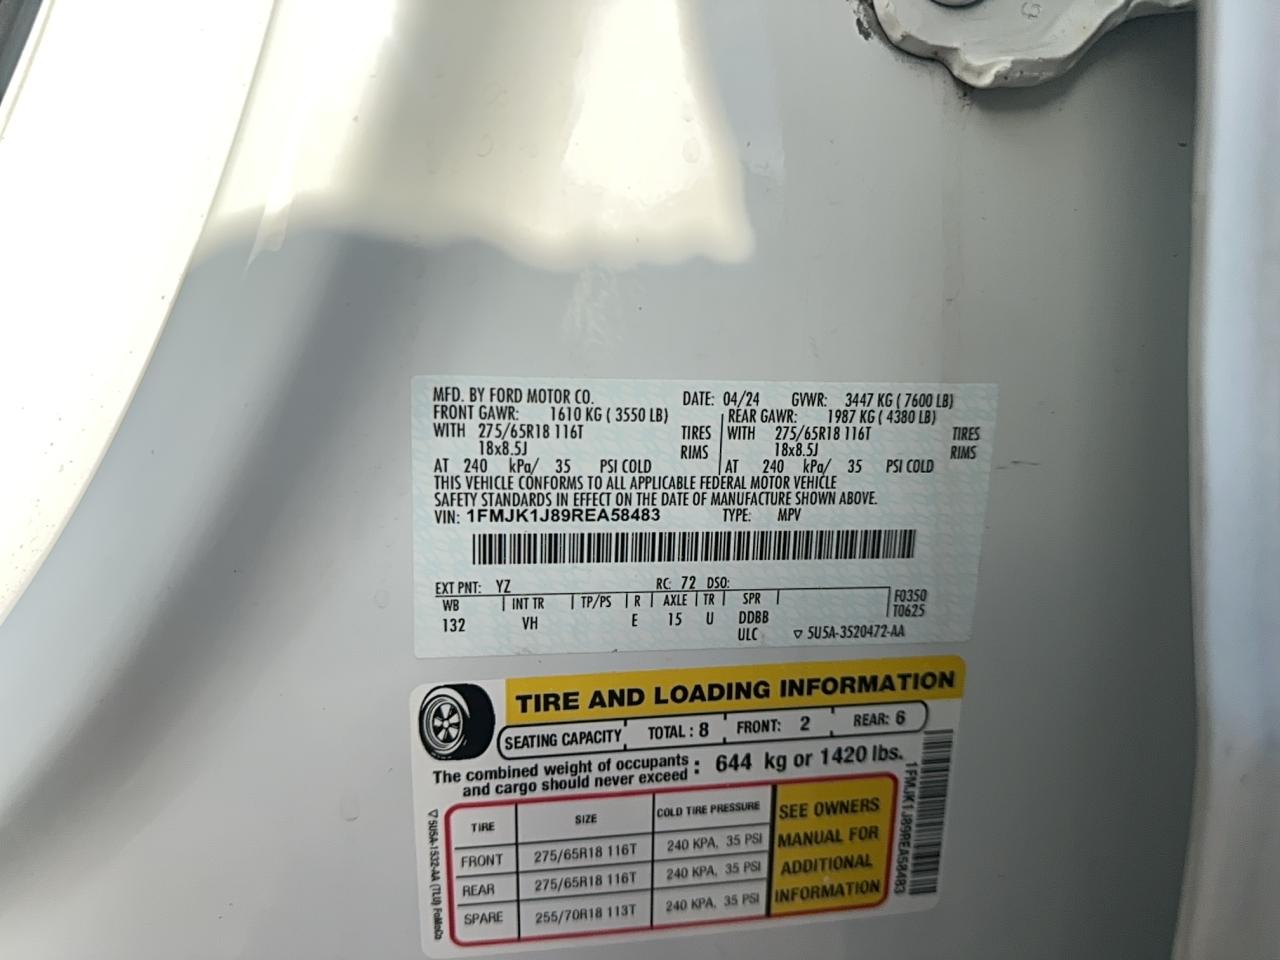 MFD. BY FORD MOTOR CO. DATE: 04/24 GVWR: 3447 KG ( 7600 LB)
FRONT GAWR: 1610 KG ( 3550 LB) REAR GAWR: 1987 KG ( 4380 LB)
WITH 275/65R18 116T TIRES WITH 275/65R18 116T TIRES
18x8.5J RIMS 18x8.5J RIMS
AT 240 kPa/ 35 PSI COLD AT 240 kPa/ 35 PSI COLD
THIS VEHICLE CONFORMS TO ALL APPLICABLE FEDERAL MOTOR VEHICLE
SAFETY STANDARDS IN EFFECT ON THE DATE OF MANUFACTURE SHOWN ABOVE.
VIN: 1FMJK1J89REA58483 TYPE: MPV
EXT PNT: YZ RC: 72 DSO:
WB INT TR TP/PS R AXLE TR SPR F0350
132 VH E 15 U DDBB T0625
ULC 5U5A-3520472-AA
TIRE AND LOADING INFORMATION
SEATING CAPACITY TOTAL : 8 FRONT: 2 REAR: 6
The combined weight of occupants
and cargo should never exceed : 644 kg or 1420 lbs.
TIRE SIZE COLD TIRE PRESSURE
FRONT 275/65R18 116T 240 KPA, 35 PSI
REAR 275/65R18 116T 240 KPA, 35 PSI
SPARE 255/70R18 113T 240 KPA, 35 PSI
SEE OWNERS
MANUAL FOR
ADDITIONAL
INFORMATION
1FMJK1J89REA58483
5U5A-1532-AA (TLU) FoMoCo